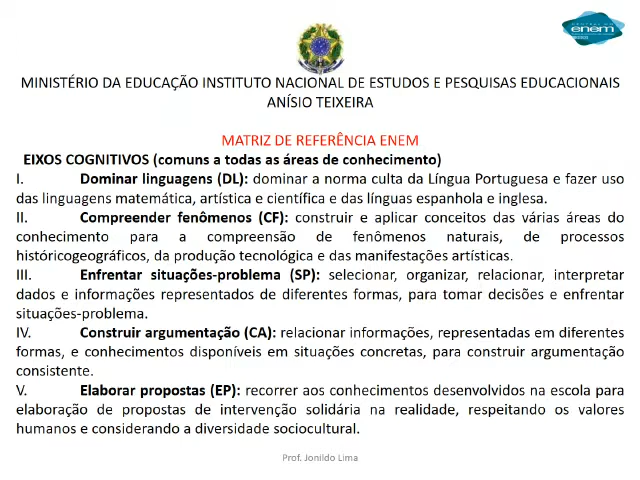 enem
MINISTÉRIO DA EDUCAÇÃO INSTITUTO NACIONAL DE ESTUDOS E PESQUISAS EDUCACIONAIS
ANÍSIO TEIXEIRA
MATRIZ DE REFERÊNCIA ENEM
EIXOS COGNITIVOS (comuns a todas as áreas de conhecimento)
I. Dominar linguagens (DL): dominar a norma culta da Língua Portuguesa e fazer uso
das linguagens matemática, artística e científica e das línguas espanhola e inglesa.
II. Compreender fenômenos (CF): construir e aplicar conceitos das várias áreas do
conhecimento para a compreensão de fenômenos naturais, de processos
históricogeográficos, da produção tecnológica e das manifestações artísticas.
III. Enfrentar situações-problema (SP): selecionar, organizar, relacionar, interpretar
dados e informações representados de diferentes formas, para tomar decisões e enfrentar
situações-problema.
IV. Construir argumentação (CA): relacionar informações, representadas em diferentes
formas, e conhecimentos disponíveis em situações concretas, para construir argumentação
consistente.
V. Elaborar propostas (EP): recorrer aos conhecimentos desenvolvidos na escola para
elaboração de propostas de intervenção solidária na realidade, respeitando os valores
humanos e considerando a diversidade sociocultural.
Prof. Jonildo Lima